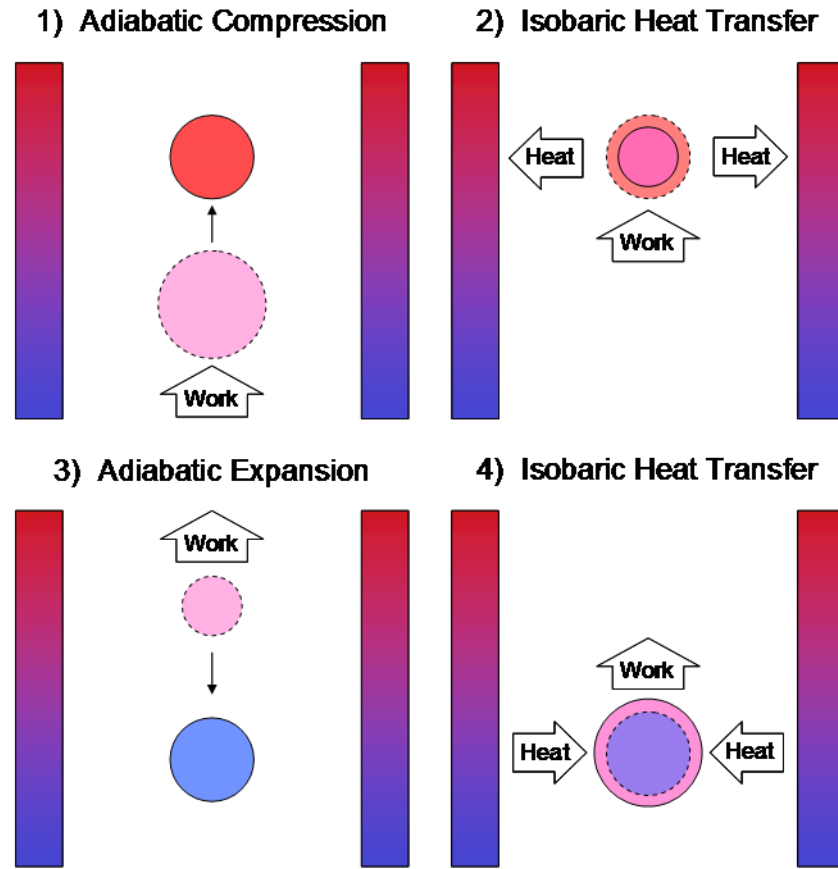 1) Adiabatic Compression
Work
2) Isobaric Heat Transfer
Heat
Heat
Work
3) Adiabatic Expansion
Work
4) Isobaric Heat Transfer
Work
Heat
Heat